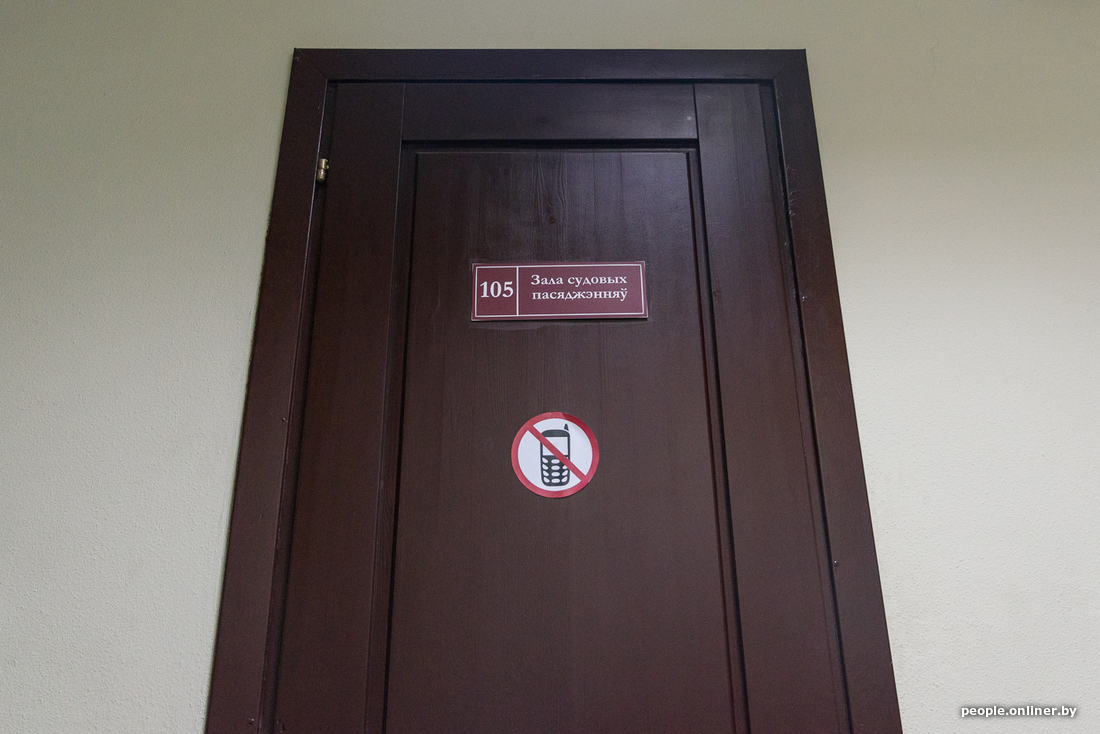 105
Зала судовых
пасяджэнняў
people.onliner.by